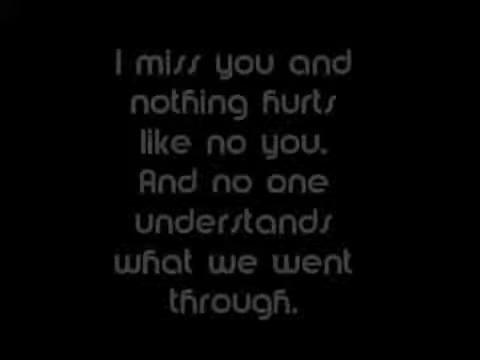 I miss you and
nothing hurts
like no you.
And no one
understands
what we went
through.